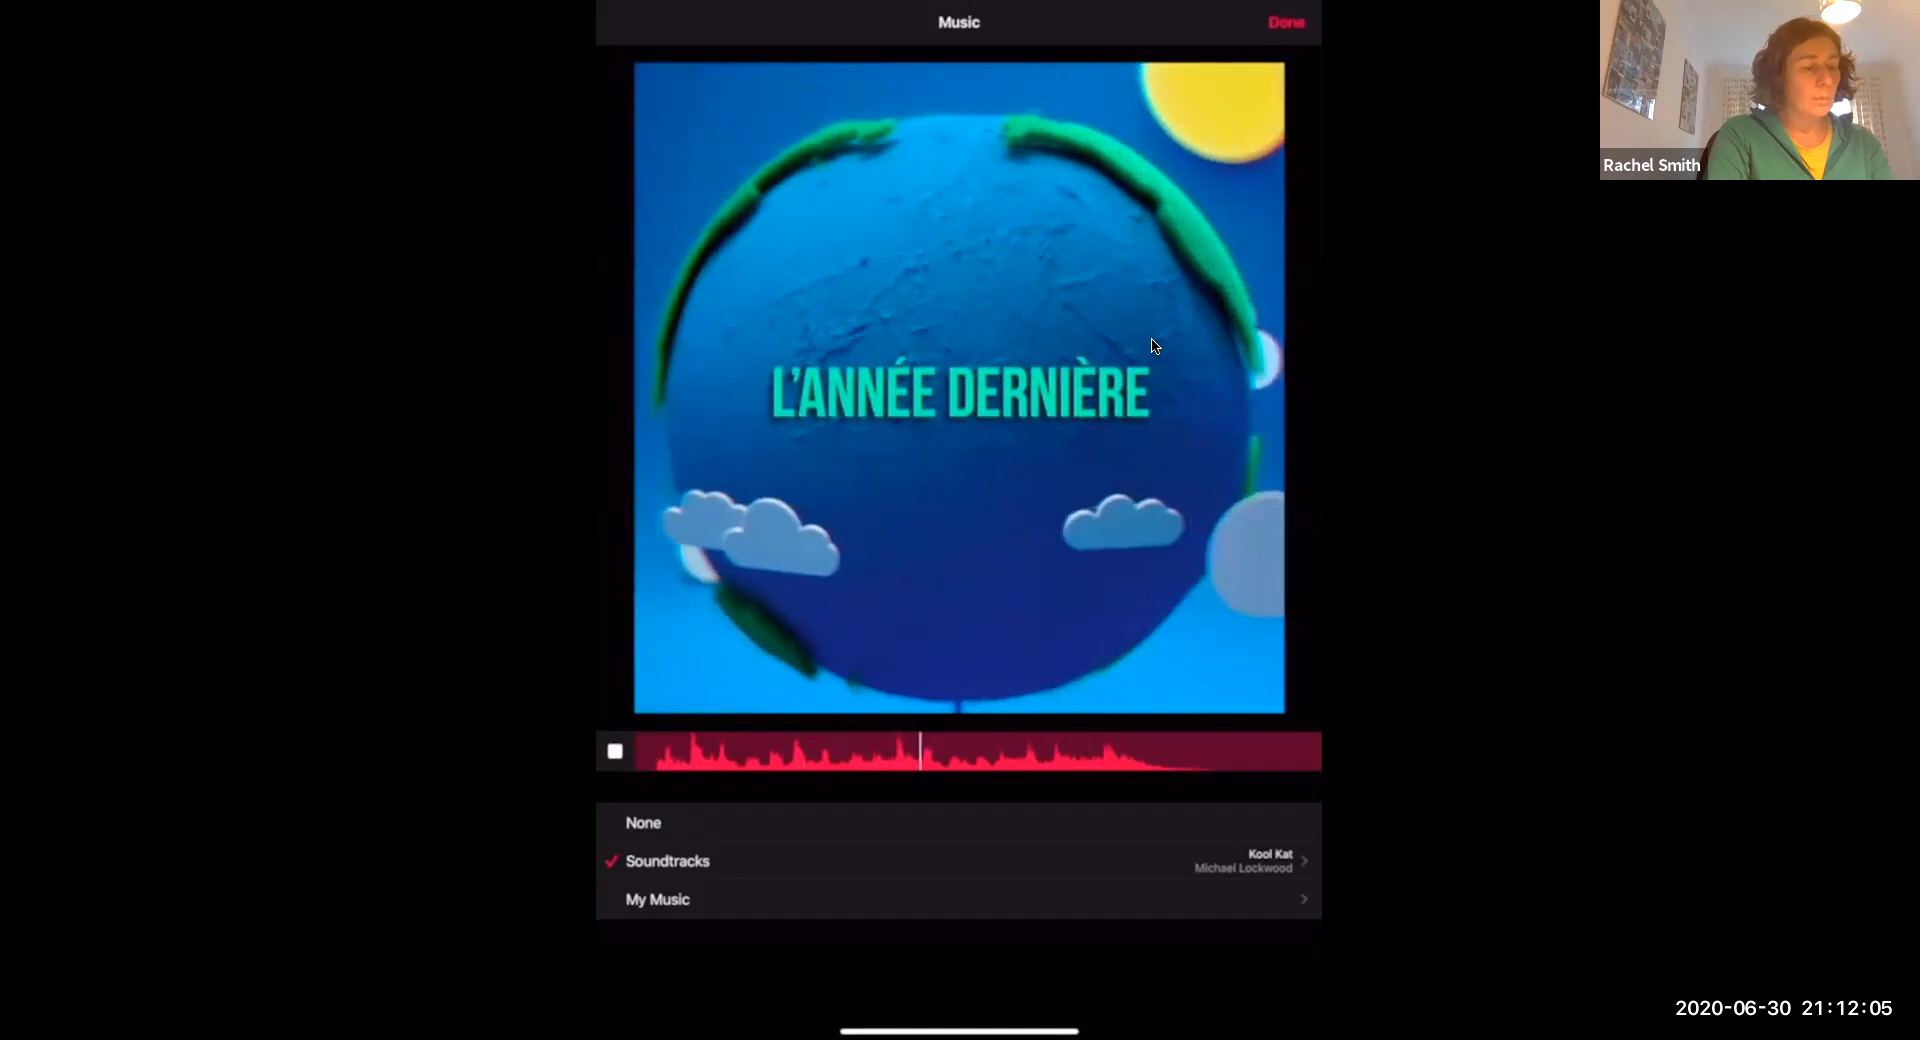 Music
Done
Rachel Smith
L'ANNÉE DERNIÈRE
None
Soundtracks
Kool Kat
Michael Lockwood
My Music
2020-06-30 21:12:05